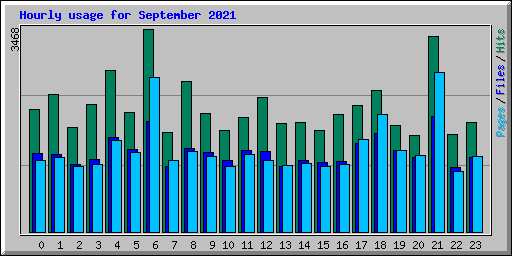 Hourly usage for September 2021
3468
Pages / Files / Hits
0 1 2 3 4 5 6 7 8 9 10 11 12 13 14 15 16 17 18 19 20 21 22 23